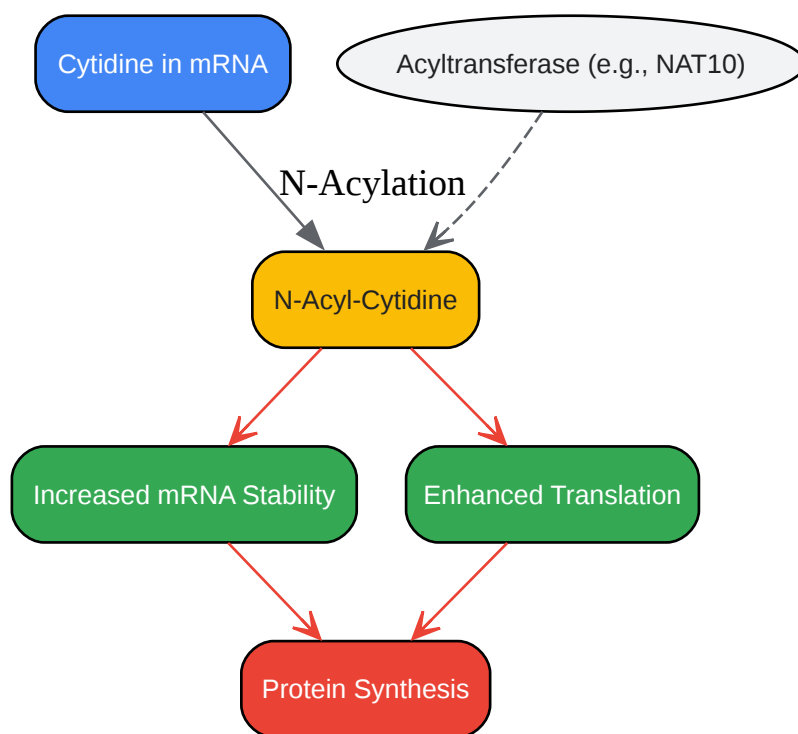 Cytidine in mRNA
Acyltransferase (e.g., NAT10)
N-Acylation
N-Acyl-Cytidine
Increased mRNA Stability
Enhanced Translation
Protein Synthesis